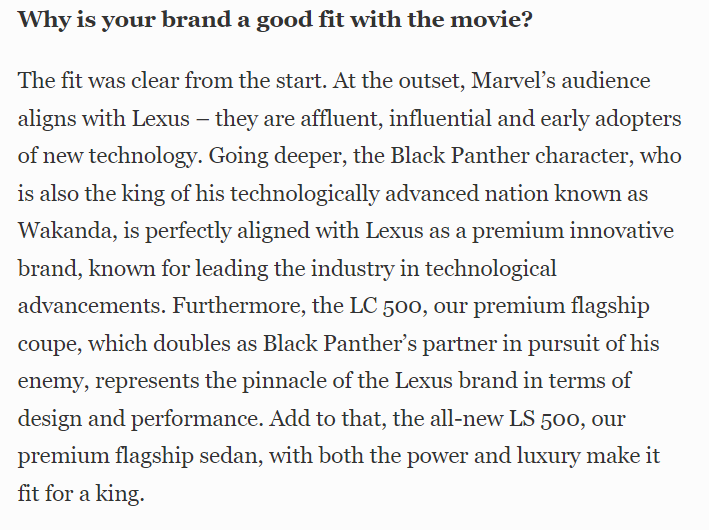 Why is your brand a good fit with the movie?
The fit was clear from the start. At the outset, Marvel’s audience
aligns with Lexus – they are affluent, influential and early adopters
of new technology. Going deeper, the Black Panther character, who
is also the king of his technologically advanced nation known as
Wakanda, is perfectly aligned with Lexus as a premium innovative
brand, known for leading the industry in technological
advancements. Furthermore, the LC 500, our premium flagship
coupe, which doubles as Black Panther’s partner in pursuit of his
enemy, represents the pinnacle of the Lexus brand in terms of
design and performance. Add to that, the all-new LS 500, our
premium flagship sedan, with both the power and luxury make it
fit for a king.